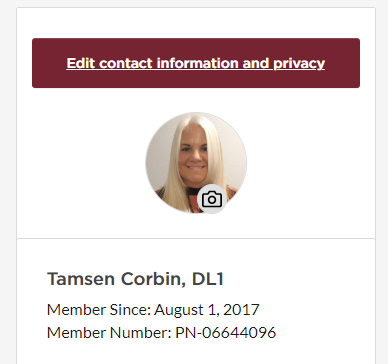 Edit contact information and privacy
Tamsen Corbin, DL1
Member Since: August 1, 2017
Member Number: PN-06644096